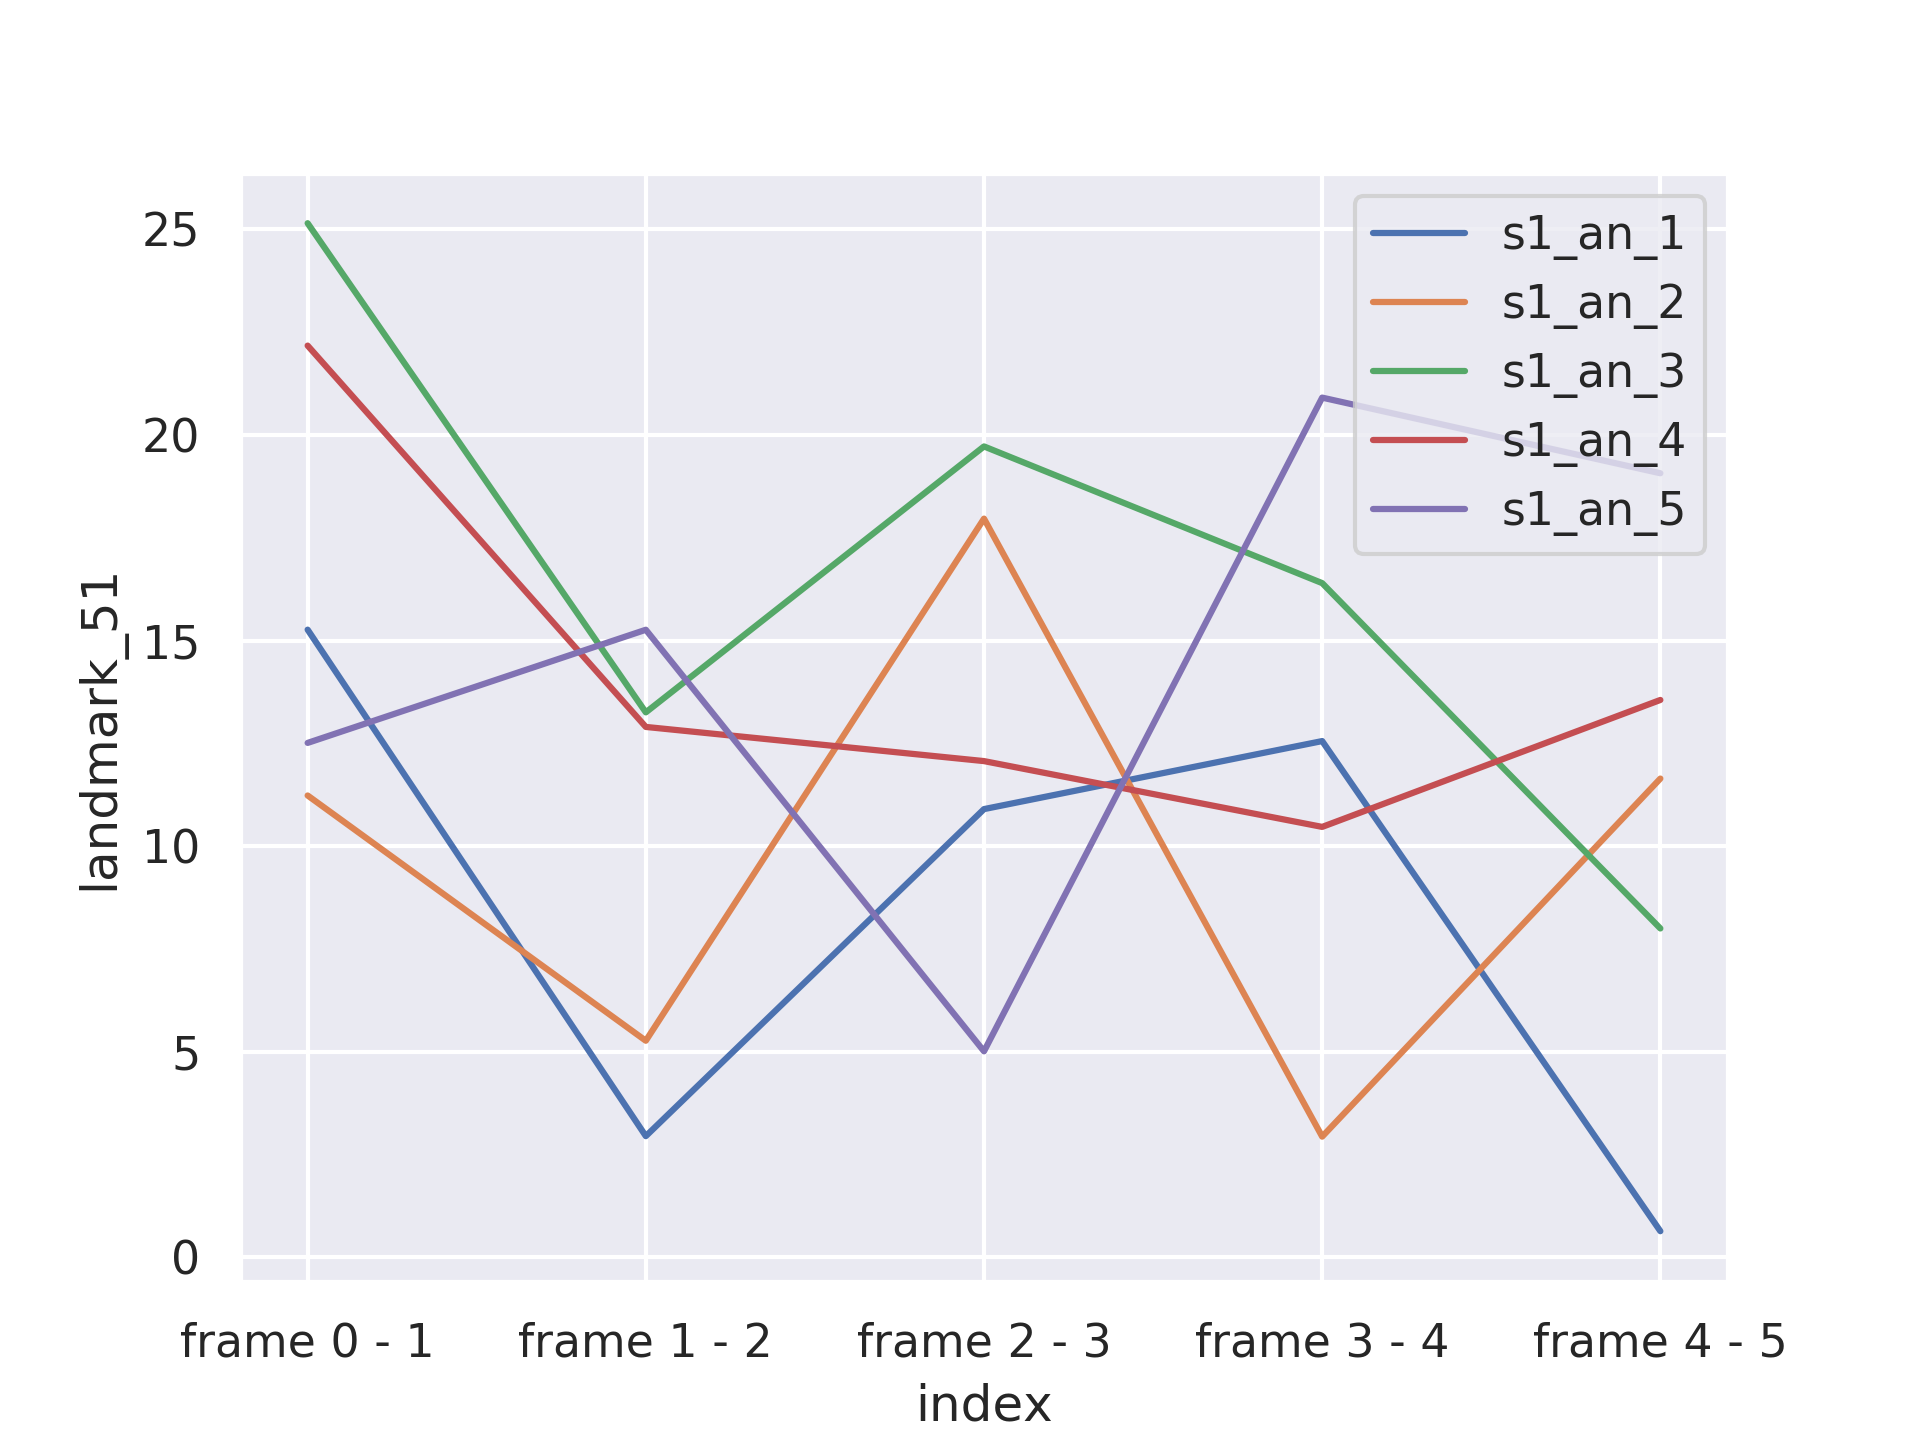 25
20
15
10
5
0
landmark_51
s1_an_1
s1_an_2
s1_an_3
s1_an_4
s1_an_5
frame 0 - 1
frame 1 - 2
frame 2 - 3
frame 3 - 4
frame 4 - 5
index